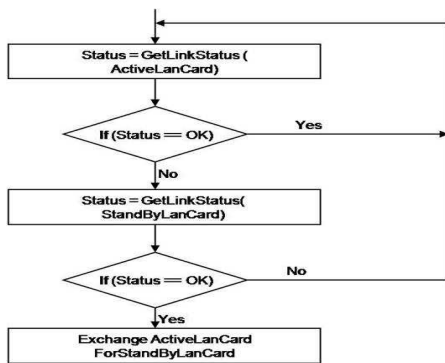 Status = GetLinkStatus (
ActiveLanCard)
If (Status == OK)
Yes
No
Status = GetLinkStatus(
StandByLanCard)
If (Status == OK)
No
Yes
Exchange ActiveLanCard
ForStandByLanCard